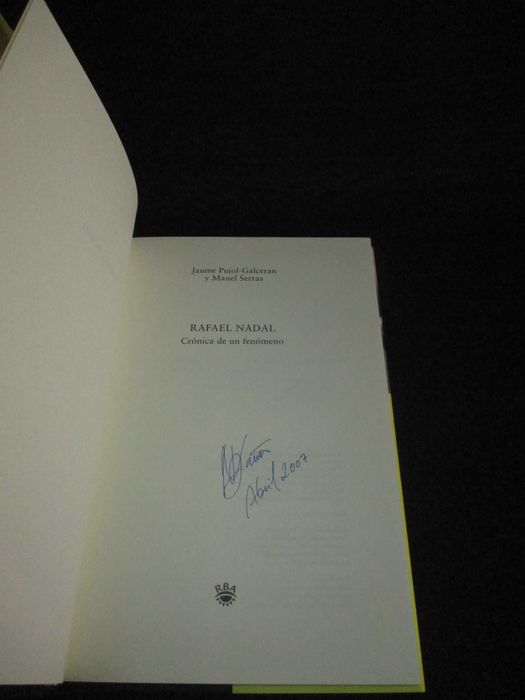 Jaume Pujol-Galceran
y Manel Serras
RAFAEL NADAL
Crónica de un fenómeno
Abril 2007
RBA